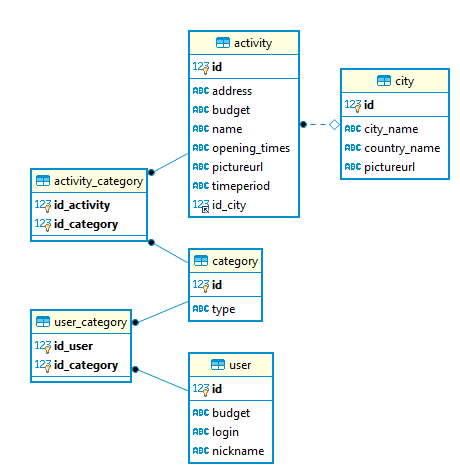 activity
123 id
ABC address
ABC budget
ABC name
ABC opening_times
ABC pictureurl
ABC timeperiod
123 id_city
city
123 id
ABC city_name
ABC country_name
ABC pictureurl
activity_category
123 id_activity
123 id_category
category
123 id
ABC type
user_category
123 id_user
123 id_category
user
123 id
ABC budget
ABC login
ABC nickname